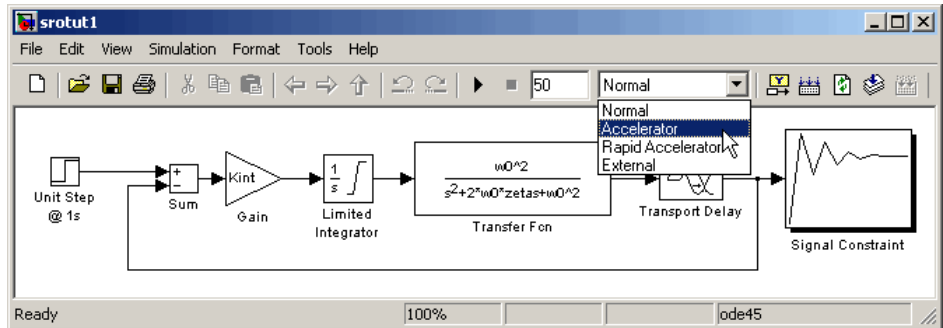 srotut1
File Edit View Simulation Format Tools Help
50
Normal
Normal
Accelerator
Rapid Accelerator
External
Unit Step
@ 1s
+
−
Sum
Kint
Gain
1
s
Limited
Integrator
w0^2
s^2+2*w0*zetas+w0^2
Transfer Fcn
Transport Delay
Signal Constraint
Ready
100%
ode45